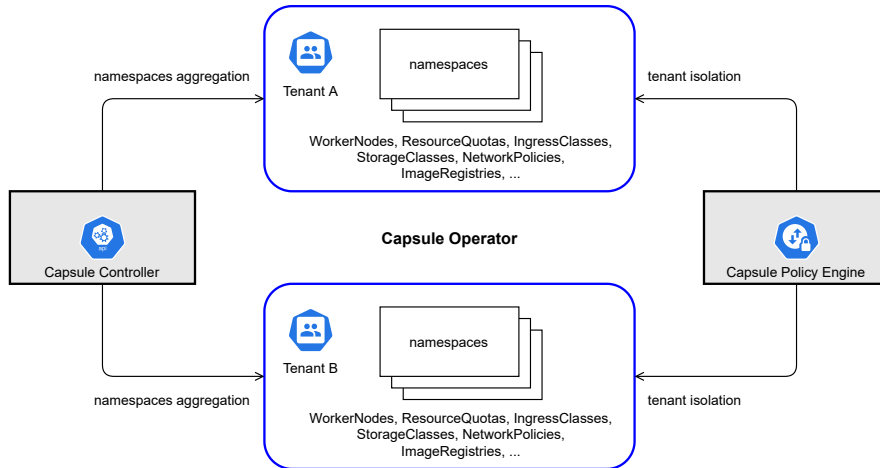 namespaces aggregation
Tenant A
namespaces
tenant isolation
WorkerNodes, ResourceQuotas, IngressClasses,
StorageClasses, NetworkPolicies,
ImageRegistries, ...
api
Capsule Controller
Capsule Operator
Capsule Policy Engine
namespaces aggregation
Tenant B
namespaces
tenant isolation
WorkerNodes, ResourceQuotas, IngressClasses,
StorageClasses, NetworkPolicies,
ImageRegistries, ...